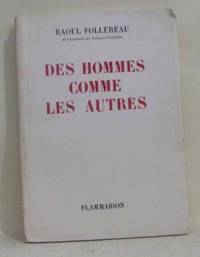 RAOUL FOLLEREAU
DES HOMMES
COMME
LES AUTRES
FLAMMARION